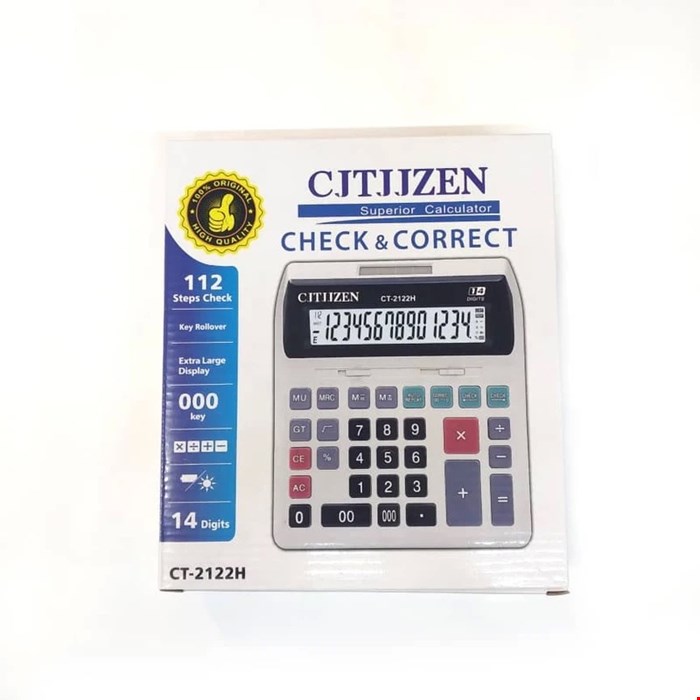 100% ORIGINAL
HIGH QUALITY
CJTJJZEN
Superior Calculator
CHECK & CORRECT
112
Steps Check
Key Rollover
Extra Large
Display
000
key
× ÷ + −
14 Digits
CT-2122H
CJTJJZEN
CT-2122H
14
DIGITS
12345678901234
MU MRC
GT √ 7 8 9 × ÷
CE % 4 5 6 −
AC 1 2 3 + =
0 00 000 .